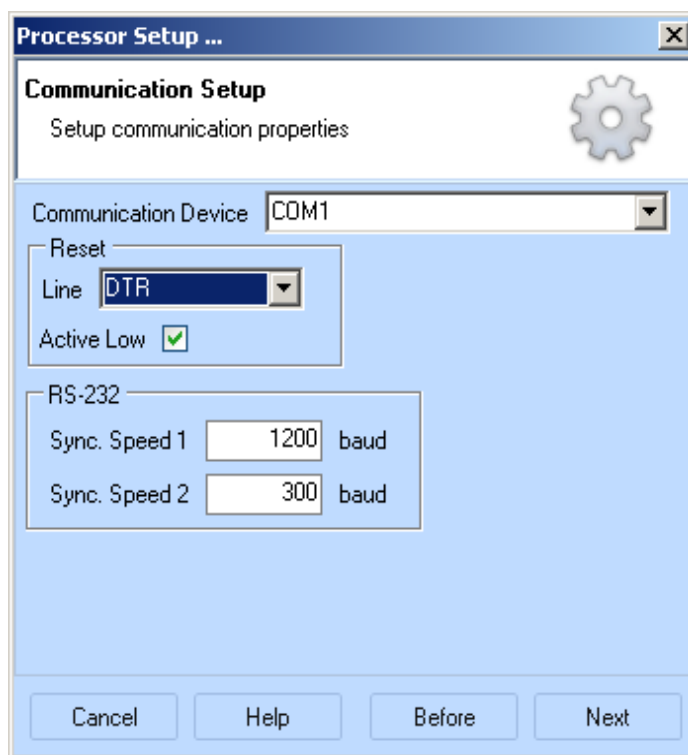 Processor Setup ...
Communication Setup
Setup communication properties
Communication Device COM1
Reset
Line DTR
Active Low
RS-232
Sync. Speed 1 1200 baud
Sync. Speed 2 300 baud
Cancel Help Before Next